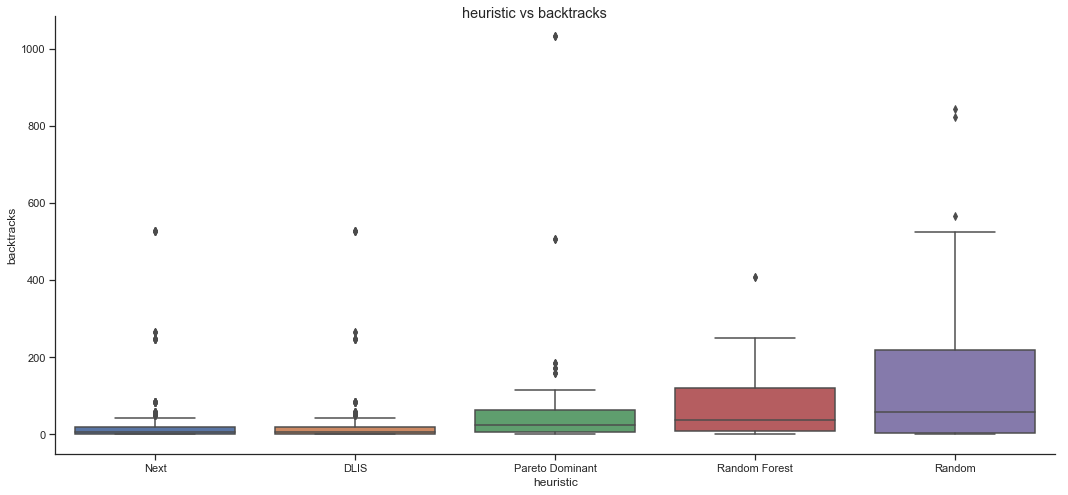 heuristic vs backtracks
1000
800
600
400
200
0
backtracks
Next
DLIS
Pareto Dominant
Random Forest
Random
heuristic